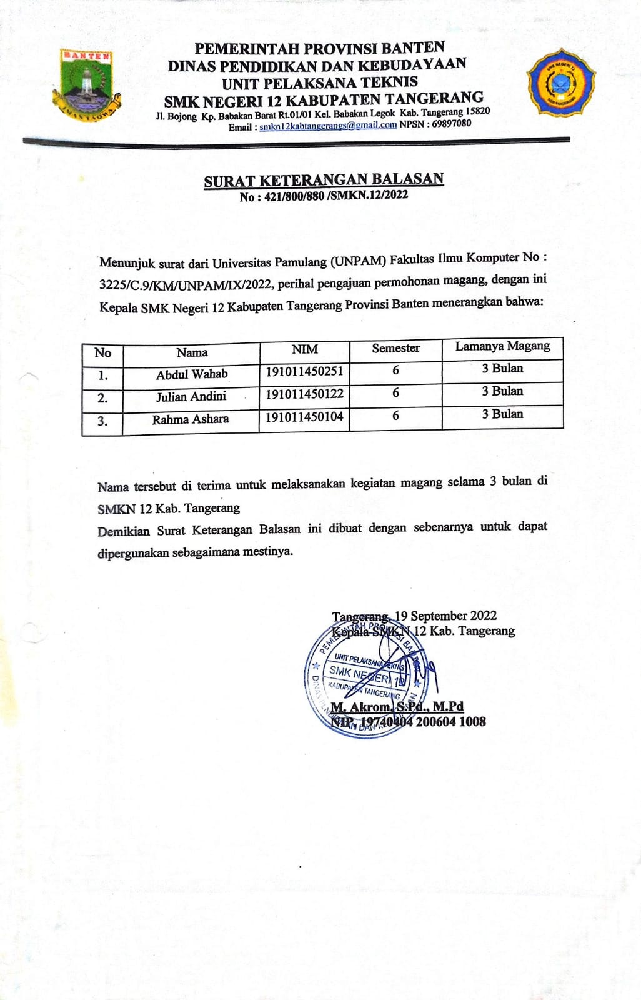 PEMERINTAH PROVINSI BANTEN
DINAS PENDIDIKAN DAN KEBUDAYAAN
UNIT PELAKSANA TEKNIS
SMK NEGERI 12 KABUPATEN TANGERANG
Jl. Bojong Kp. Babakan Barat Rt.01/01 Kel. Babakan Legok Kab. Tangerang 15820
Email : smkn12kabtangerangs@gmail.com NPSN : 69897080
BANTEN
SMK NEGERI 12
KAB TANGERANG
SURAT KETERANGAN BALASAN
No : 421/800/880 /SMKN.12/2022
Menunjuk surat dari Universitas Pamulang (UNPAM) Fakultas Ilmu Komputer No :
3225/C.9/KM/UNPAM/IX/2022, perihal pengajuan permohonan magang, dengan ini
Kepala SMK Negeri 12 Kabupaten Tangerang Provinsi Banten menerangkan bahwa:
No Nama NIM Semester Lamanya Magang
1. Abdul Wahab 191011450251 6 3 Bulan
2. Julian Andini 191011450122 6 3 Bulan
3. Rahma Ashara 191011450104 6 3 Bulan
Nama tersebut di terima untuk melaksanakan kegiatan magang selama 3 bulan di
SMKN 12 Kab. Tangerang
Demikian Surat Keterangan Balasan ini dibuat dengan sebenarnya untuk dapat
dipergunakan sebagaimana mestinya.
Tangerang, 19 September 2022
Kepala SMKN 12 Kab. Tangerang
PEMERINTAH PROVINSI BANTEN
UNIT PELAKSANA TEKNIS
SMK NEGERI 12
KABUPATEN TANGERANG
M. Akrom, S.Pd., M.Pd
NIP. 19740404 200604 1008